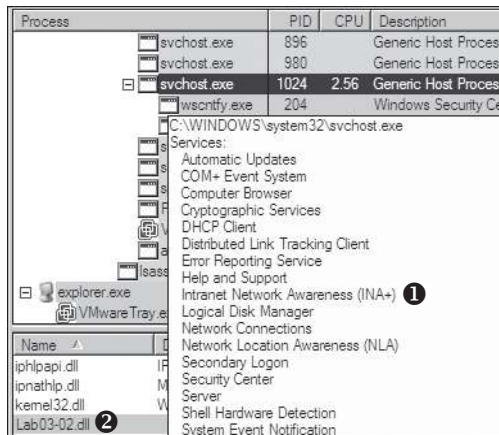 Process PID CPU Description
svchost.exe 896 Generic Host Proces
svchost.exe 980 Generic Host Proces
svchost.exe 1024 2.56 Generic Host Proces
wscntfy.exe 204 Windows Security Ce
C:\WINDOWS\system32\svchost.exe
Services:
Automatic Updates
COM+ Event System
Computer Browser
Cryptographic Services
DHCP Client
Distributed Link Tracking Client
Error Reporting Service
Help and Support
Intranet Network Awareness (INA+) ❶
Logical Disk Manager
Network Connections
Network Location Awareness (NLA)
Secondary Logon
Security Center
Server
Shell Hardware Detection
System Event Notification
s
s
s
lsass
explorer.exe
VMwareTray.e
Name
iphlpapi.dll
ipnathlp.dll M
kernel32.dll W
Lab03-02.dll ❷